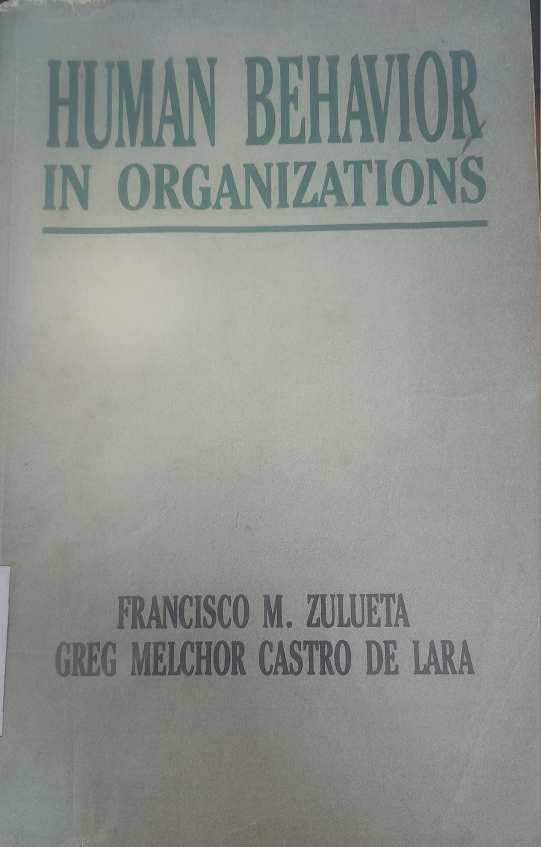 HUMAN BEHAVIOR
IN ORGANIZATIONS
FRANCISCO M. ZULUETA
GREG MELCHOR CASTRO DE LARA